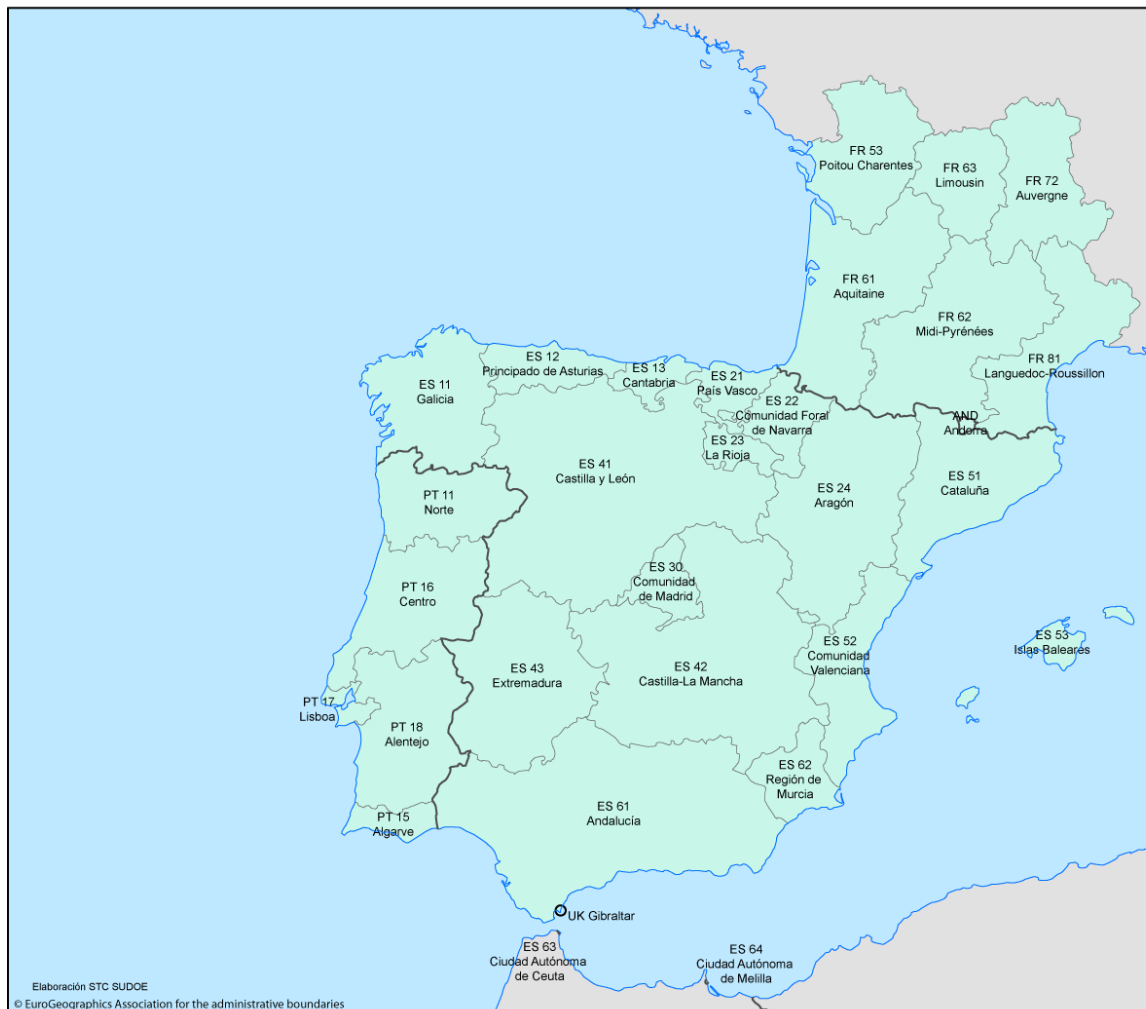 FR 53
Poitou Charentes
FR 63
Limousin
FR 72
Auvergne
FR 61
Aquitaine
FR 62
Midi-Pyrénées
FR 81
Languedoc-Roussillon
ES 11
Galicia
ES 12
Principado de Asturias
ES 13
Cantabria
ES 21
País Vasco
ES 22
Comunidad Foral
de Navarra
ES 23
La Rioja
AND
Andorra
ES 41
Castilla y León
ES 24
Aragón
ES 51
Cataluña
PT 11
Norte
PT 16
Centro
ES 30
Comunidad
de Madrid
ES 52
Comunidad
Valenciana
ES 53
Islas Baleares
ES 43
Extremadura
ES 42
Castilla-La Mancha
PT 17
Lisboa
PT 18
Alentejo
ES 62
Región de
Murcia
ES 61
Andalucía
PT 15
Algarve
UK Gibraltar
ES 63
Ciudad Autónoma
de Ceuta
ES 64
Ciudad Autónoma
de Melilla
Elaboración STC SUDOE
© EuroGeographics Association for the administrative boundaries